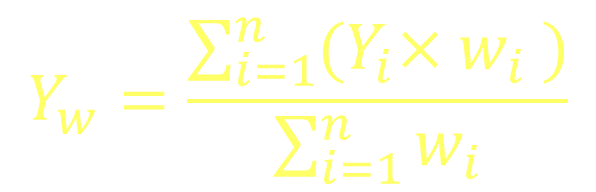 Y_w = \frac{\sum_{i=1}^{n}(Y_i \times w_i)}{\sum_{i=1}^{n} w_i}